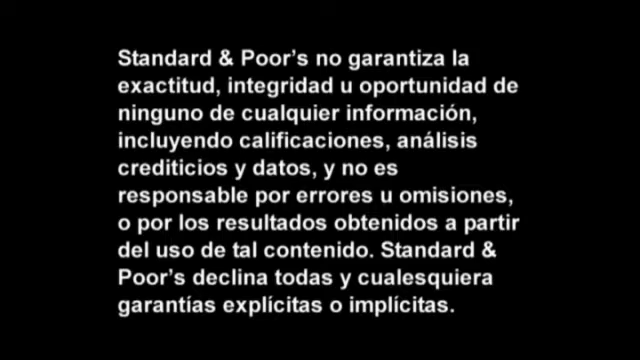 Standard & Poor’s no garantiza la
exactitud, integridad u oportunidad de
ninguno de cualquier información,
incluyendo calificaciones, análisis
crediticios y datos, y no es
responsable por errores u omisiones,
o por los resultados obtenidos a partir
del uso de tal contenido. Standard &
Poor’s declina todas y cualesquiera
garantías explícitas o implícitas.